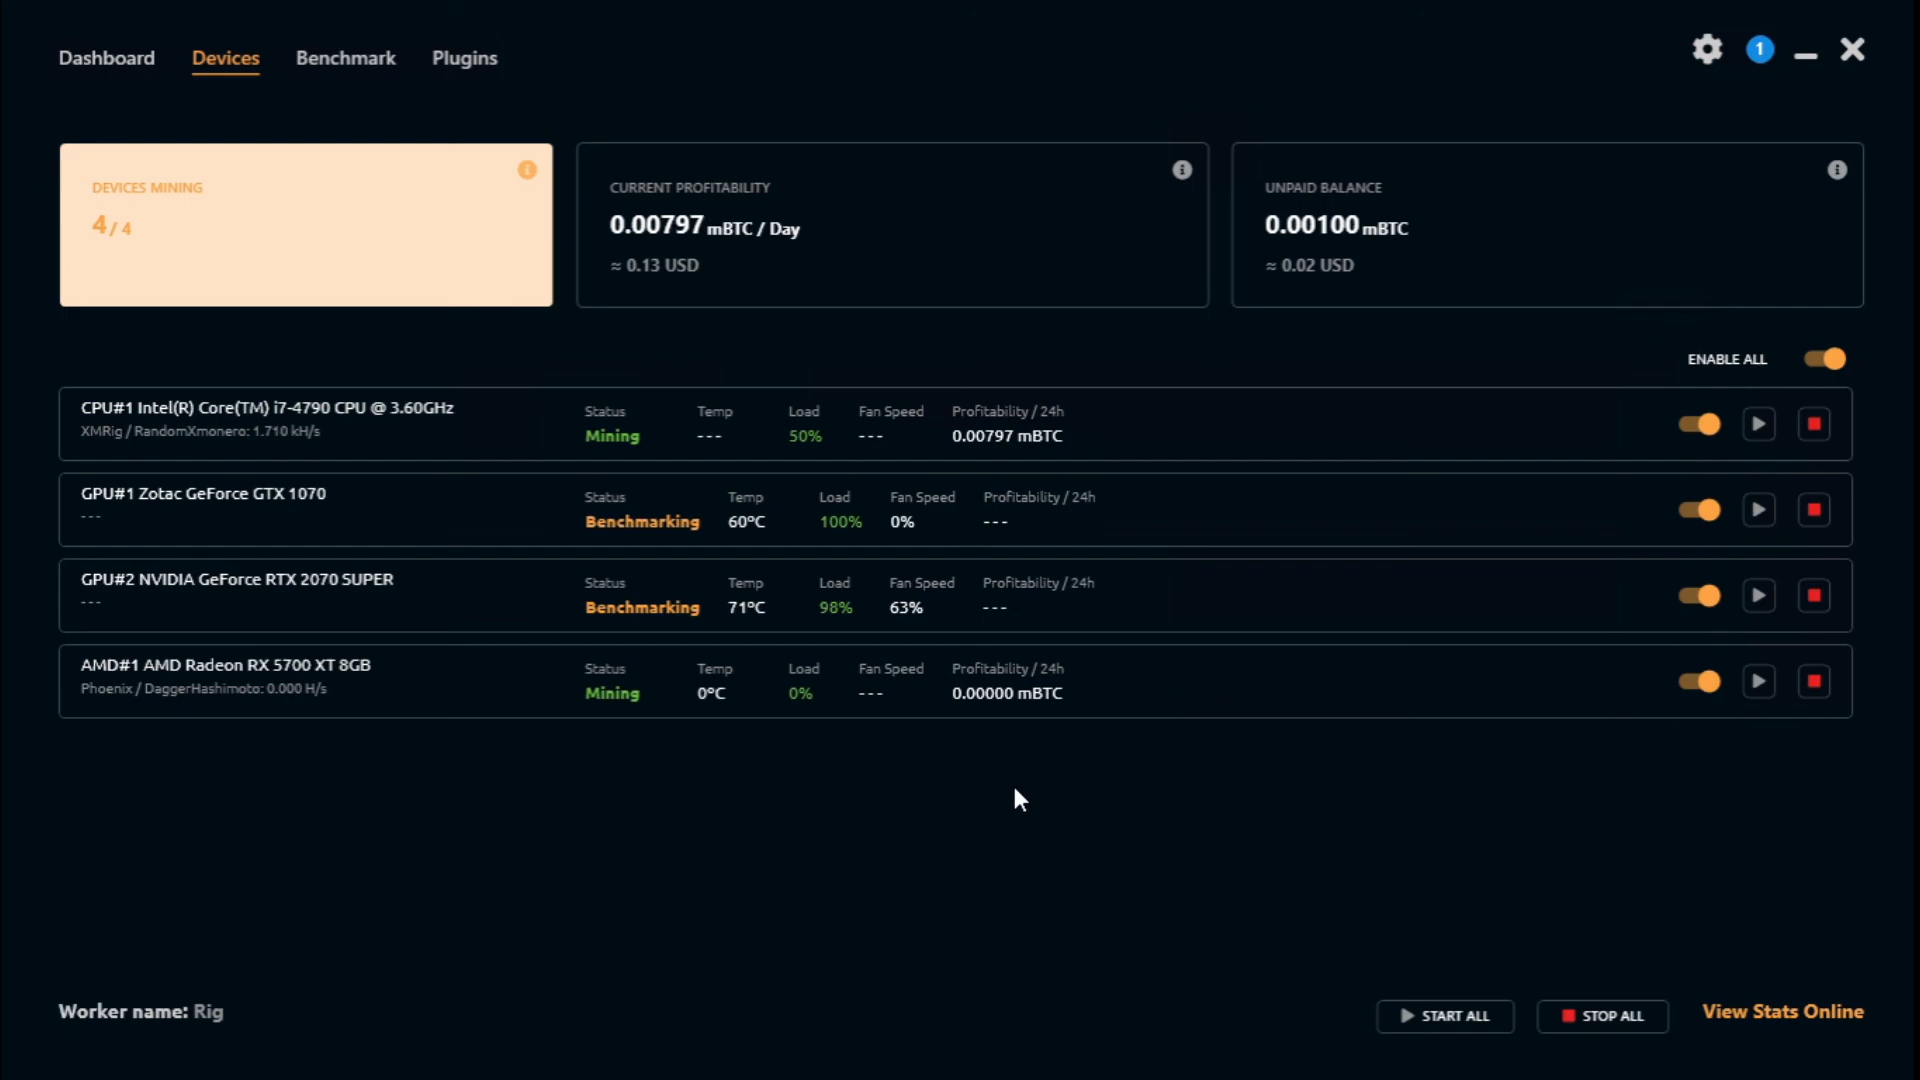 Dashboard Devices Benchmark Plugins
1
DEVICES MINING
4 / 4
CURRENT PROFITABILITY
0.00797 mBTC / Day
≈ 0.13 USD
UNPAID BALANCE
0.00100 mBTC
≈ 0.02 USD
ENABLE ALL
CPU#1 Intel(R) Core(TM) i7-4790 CPU @ 3.60GHz
XMRig / RandomXmonero: 1.710 kH/s
Status Temp Load Fan Speed Profitability / 24h
Mining --- 50% --- 0.00797 mBTC
GPU#1 Zotac GeForce GTX 1070
---
Status Temp Load Fan Speed Profitability / 24h
Benchmarking 60ºC 100% 0% ---
GPU#2 NVIDIA GeForce RTX 2070 SUPER
---
Status Temp Load Fan Speed Profitability / 24h
Benchmarking 71ºC 98% 63% ---
AMD#1 AMD Radeon RX 5700 XT 8GB
Phoenix / DaggerHashimoto: 0.000 H/s
Status Temp Load Fan Speed Profitability / 24h
Mining 0ºC 0% --- 0.00000 mBTC
Worker name: Rig
START ALL
STOP ALL
View Stats Online